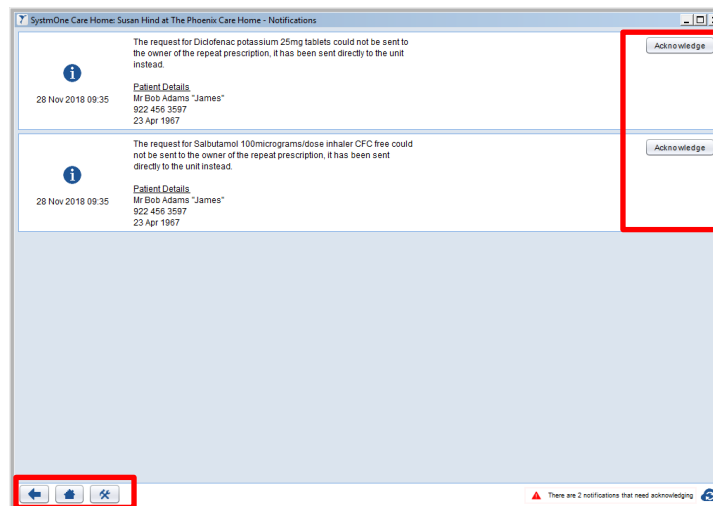 SystmOne Care Home: Susan Hind at The Phoenix Care Home - Notifications
The request for Diclofenac potassium 25mg tablets could not be sent to
the owner of the repeat prescription, it has been sent directly to the unit
instead.
Acknowledge
Patient Details
28 Nov 2018 09:35
Mr Bob Adams "James"
922 456 3597
23 Apr 1967
The request for Salbutamol 100micrograms/dose inhaler CFC free could
not be sent to the owner of the repeat prescription, it has been sent
directly to the unit instead.
Acknowledge
Patient Details
28 Nov 2018 09:35
Mr Bob Adams "James"
922 456 3597
23 Apr 1967
There are 2 notifications that need acknowledging